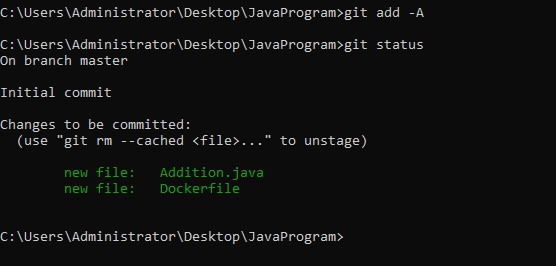 C:\Users\Administrator\Desktop\JavaProgram>git add -A
C:\Users\Administrator\Desktop\JavaProgram>git status
On branch master
Initial commit
Changes to be committed:
  (use "git rm --cached <file>..." to unstage)
        new file:   Addition.java
        new file:   Dockerfile
C:\Users\Administrator\Desktop\JavaProgram>